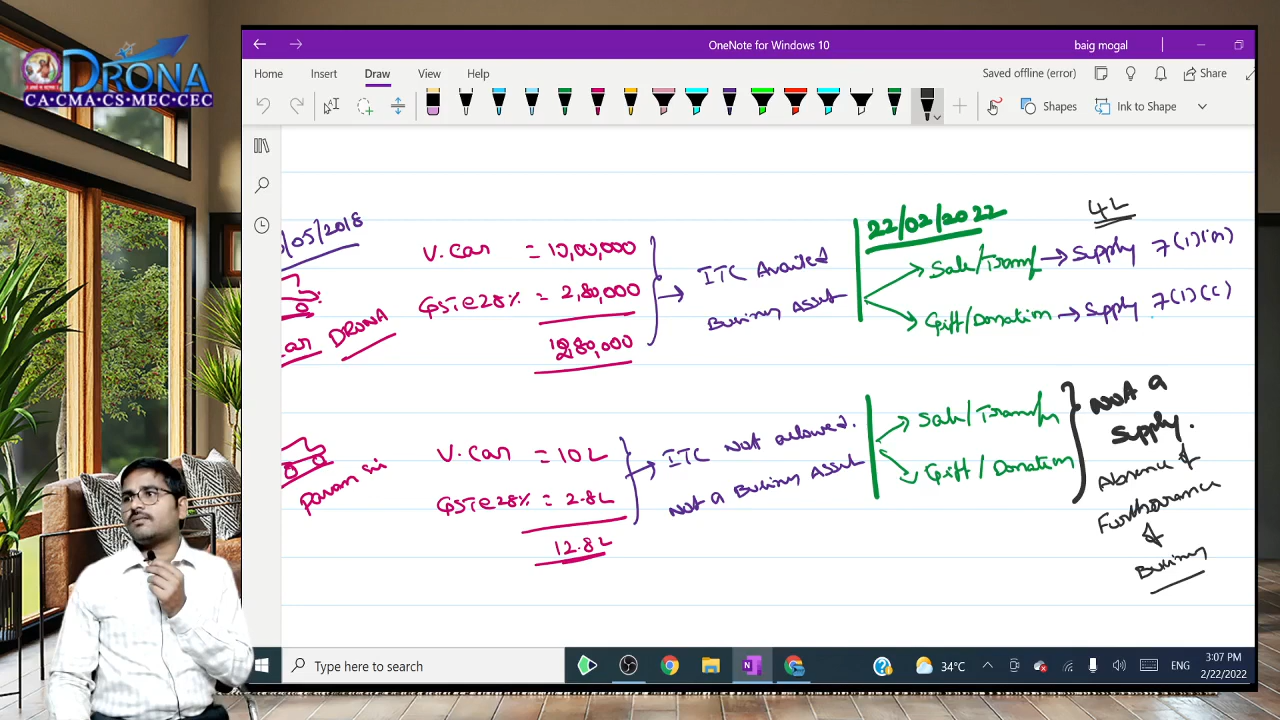 DRONA
CA•CMA•CS•MEC•CEC
OneNote for Windows 10
baig mogal
Home Insert Draw View Help
Saved offline (error)
Share
Shapes
Ink to Shape
/05/2018
ar DRONA
V. car = 10,00,000
GST@28% = 2,80,000
1280,000
ITC Availed
Business Asset
22/02/2022
4L
Sale/Transf → Supply 7(1)(a)
Gift/Donation → Supply 7(1)(c)
V. car = 10L
GST@28% = 2.8L
12.8L
ITC Not allowed.
Not a Business Asset
Sale/Transfer
Gift/Donation
Not a
Supply.
Absence of
Furtherance
of
Business
Type here to search
34°C
ENG
3:07 PM
2/22/2022